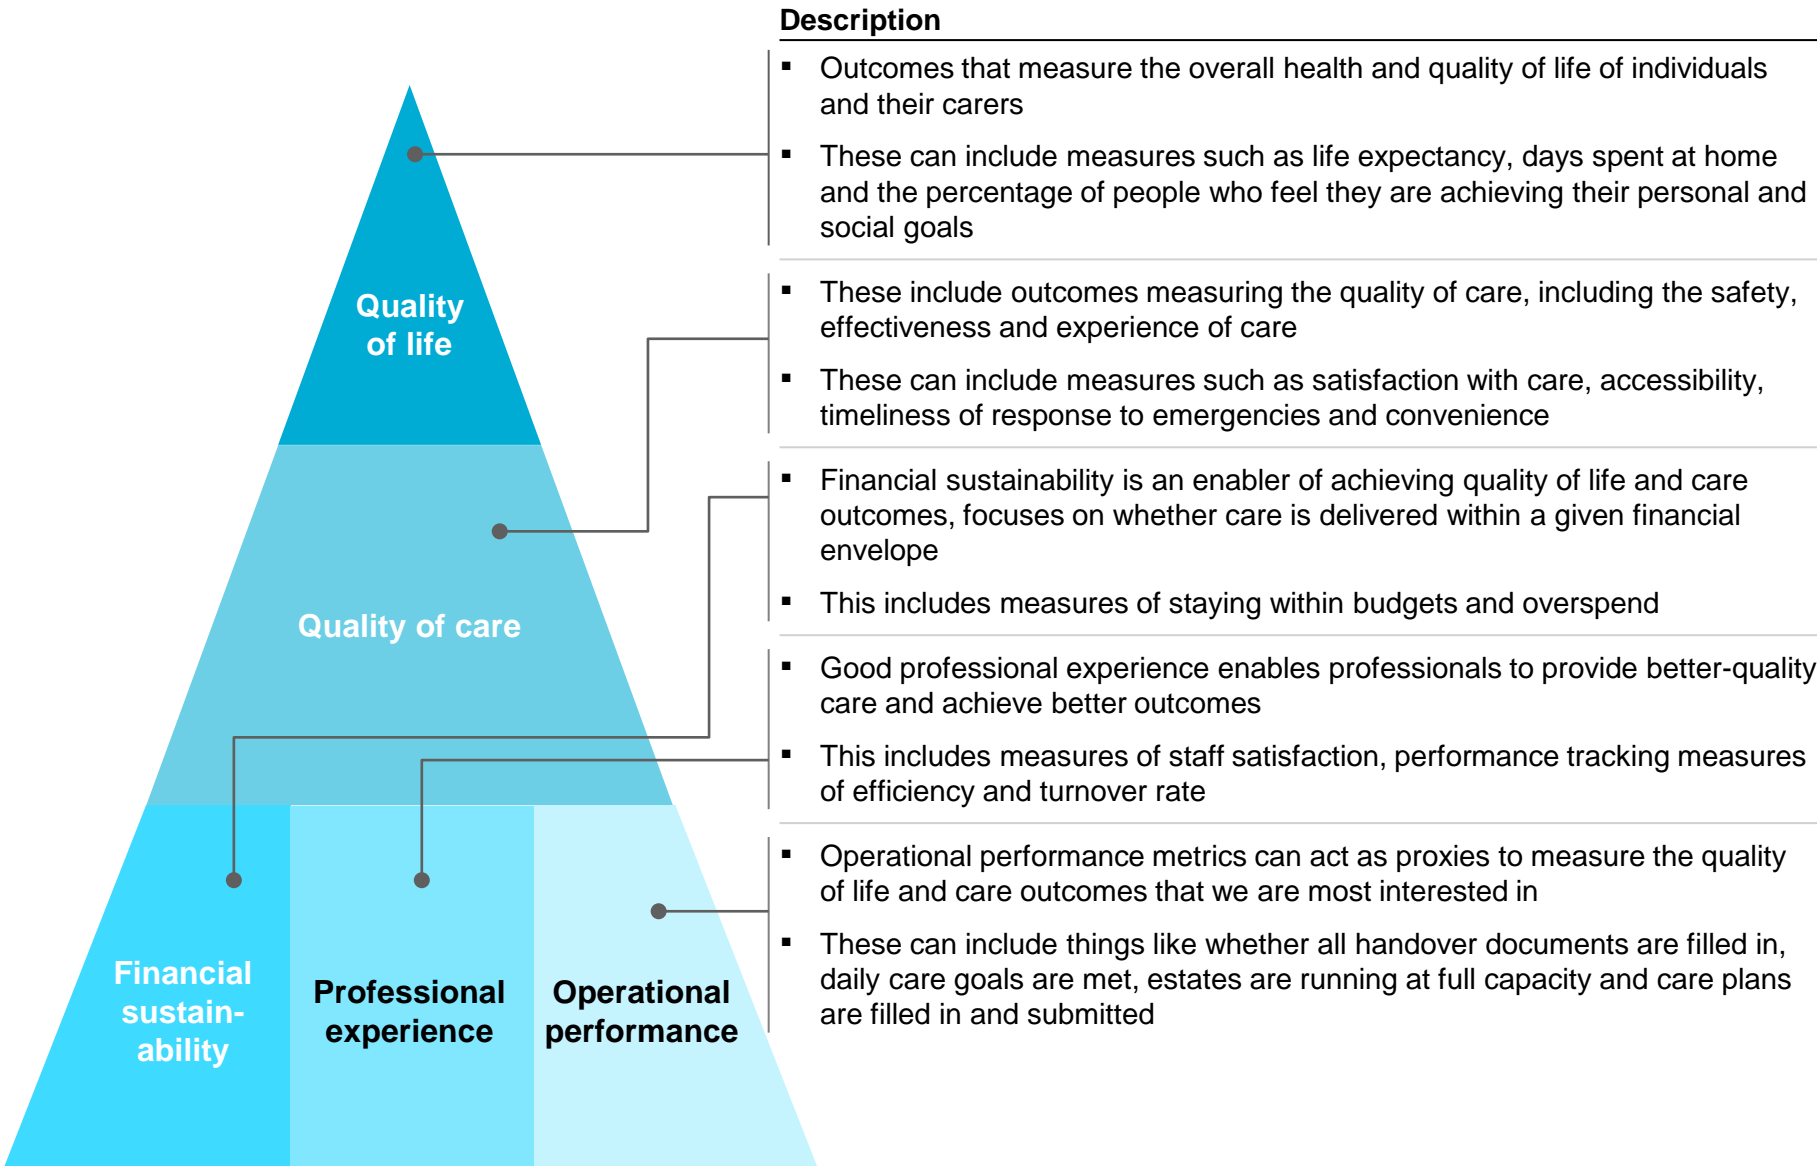 Description
▪ Outcomes that measure the overall health and quality of life of individuals
and their carers
▪ These can include measures such as life expectancy, days spent at home
and the percentage of people who feel they are achieving their personal and
social goals
Quality
of life
▪ These include outcomes measuring the quality of care, including the safety,
effectiveness and experience of care
▪ These can include measures such as satisfaction with care, accessibility,
timeliness of response to emergencies and convenience
Quality of care
▪ Financial sustainability is an enabler of achieving quality of life and care
outcomes, focuses on whether care is delivered within a given financial
envelope
▪ This includes measures of staying within budgets and overspend
▪ Good professional experience enables professionals to provide better-quality
care and achieve better outcomes
▪ This includes measures of staff satisfaction, performance tracking measures
of efficiency and turnover rate
Financial
sustain-
ability
Professional
experience
Operational
performance
▪ Operational performance metrics can act as proxies to measure the quality
of life and care outcomes that we are most interested in
▪ These can include things like whether all handover documents are filled in,
daily care goals are met, estates are running at full capacity and care plans
are filled in and submitted